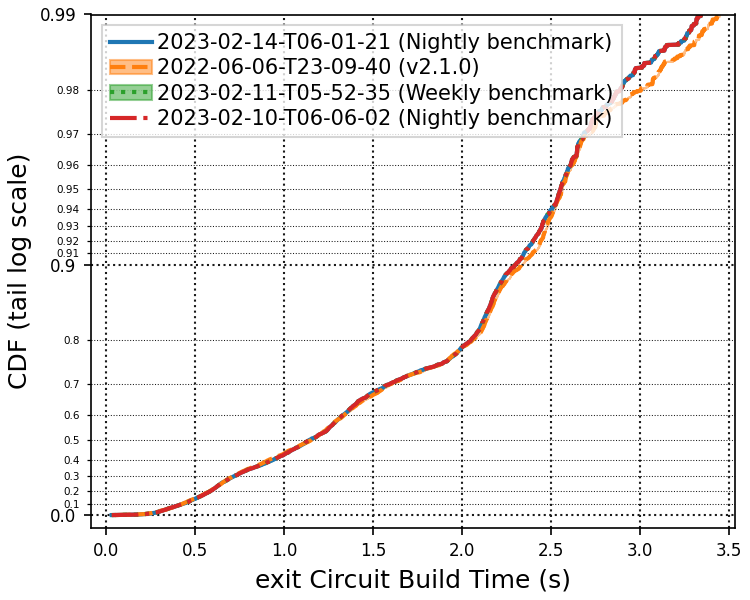 0.99
0.98
0.97
0.96
0.95
0.94
0.93
0.92
0.91
0.9
0.8
0.7
0.6
0.5
0.4
0.3
0.2
0.1
0.0
CDF (tail log scale)
2023-02-14-T06-01-21 (Nightly benchmark)
2022-06-06-T23-09-40 (v2.1.0)
2023-02-11-T05-52-35 (Weekly benchmark)
2023-02-10-T06-06-02 (Nightly benchmark)
0.0 0.5 1.0 1.5 2.0 2.5 3.0 3.5
exit Circuit Build Time (s)